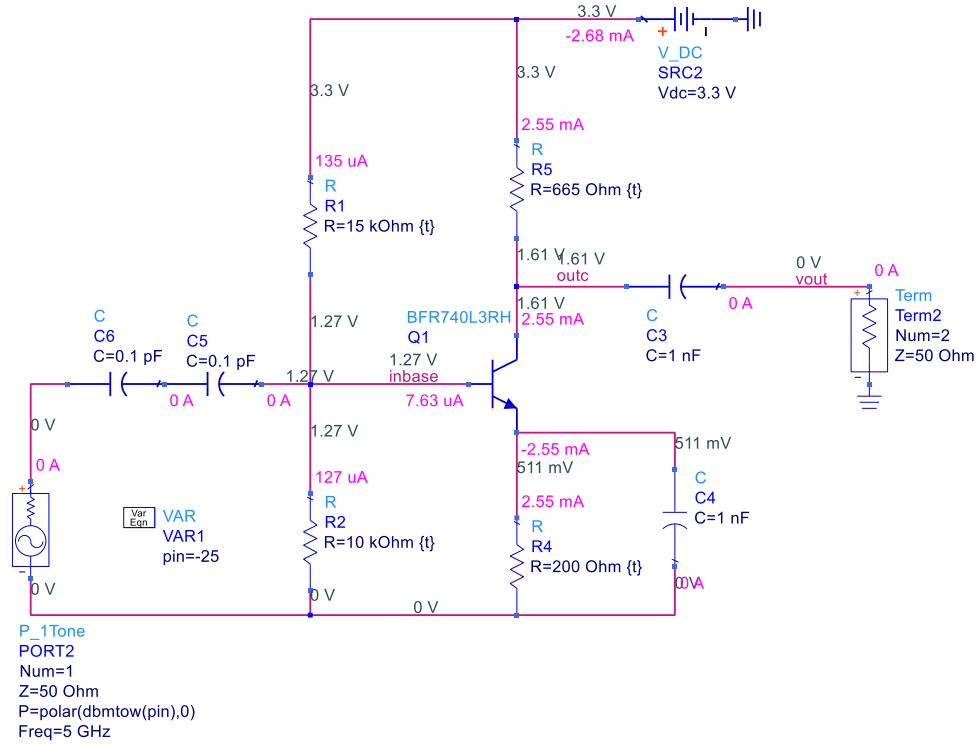 3.3 V
-2.68 mA
+
V_DC
SRC2
Vdc=3.3 V
3.3 V
3.3 V
2.55 mA
R
R5
R=665 Ohm {t}
135 uA
R
R1
R=15 kOhm {t}
1.61 V
1.61 V
outc
0 V
vout
0 A
0 A
+
Term
Term2
Num=2
Z=50 Ohm
−
C
C3
C=1 nF
1.61 V
2.55 mA
BFR740L3RH
Q1
C
C6
C=0.1 pF
C
C5
C=0.1 pF
1.27 V
1.27 V
1.27 V
inbase
7.63 uA
0 A
0 A
1.27 V
0 V
0 A
+
−
0 V
Var
Eqn
VAR
VAR1
pin=-25
127 uA
R
R2
R=10 kOhm {t}
0 V
0 V
-2.55 mA
511 mV
511 mV
2.55 mA
R
R4
R=200 Ohm {t}
C
C4
C=1 nF
0 V
0 A
P_1Tone
PORT2
Num=1
Z=50 Ohm
P=polar(dbmtow(pin),0)
Freq=5 GHz